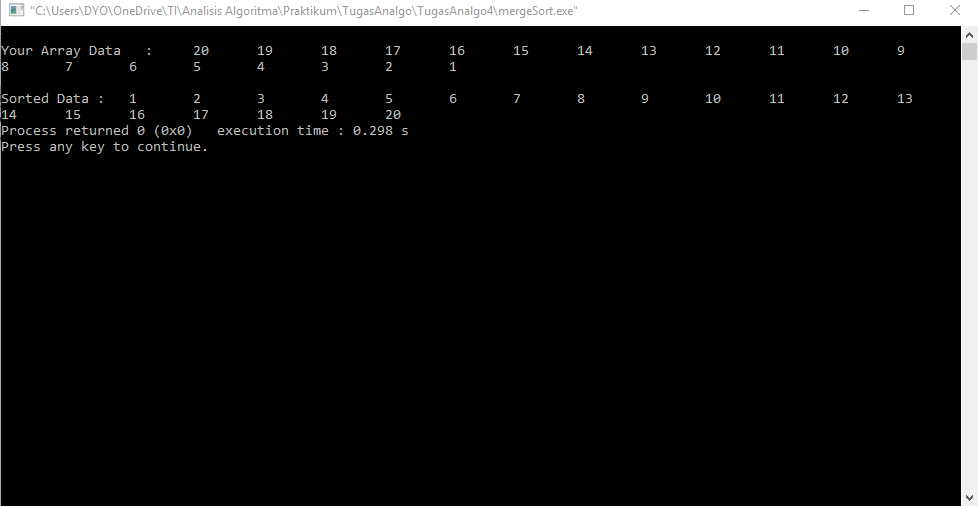 "C:\Users\DYO\OneDrive\TI\Analisis Algoritma\Praktikum\TugasAnalgo\TugasAnalgo4\mergeSort.exe"
Your Array Data   :     20      19      18      17      16      15      14      13      12      11      10      9
8       7       6       5       4       3       2       1
Sorted Data :   1       2       3       4       5       6       7       8       9       10      11      12      13
14      15      16      17      18      19      20
Process returned 0 (0x0)   execution time : 0.298 s
Press any key to continue.